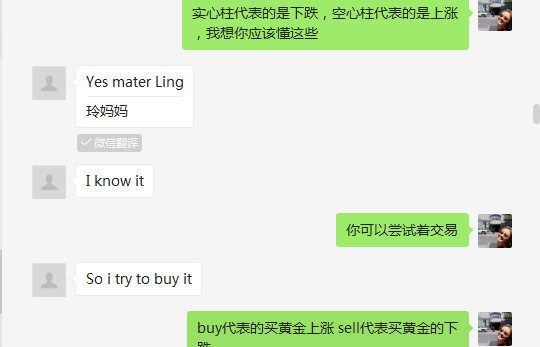 实心柱代表的是下跌，空心柱代表的是上涨
，我想你应该懂这些
Yes mater Ling
玲妈妈
微信翻译
I know it
你可以尝试着交易
So i try to buy it
buy代表的买黄金上涨 sell代表买黄金的下
跌